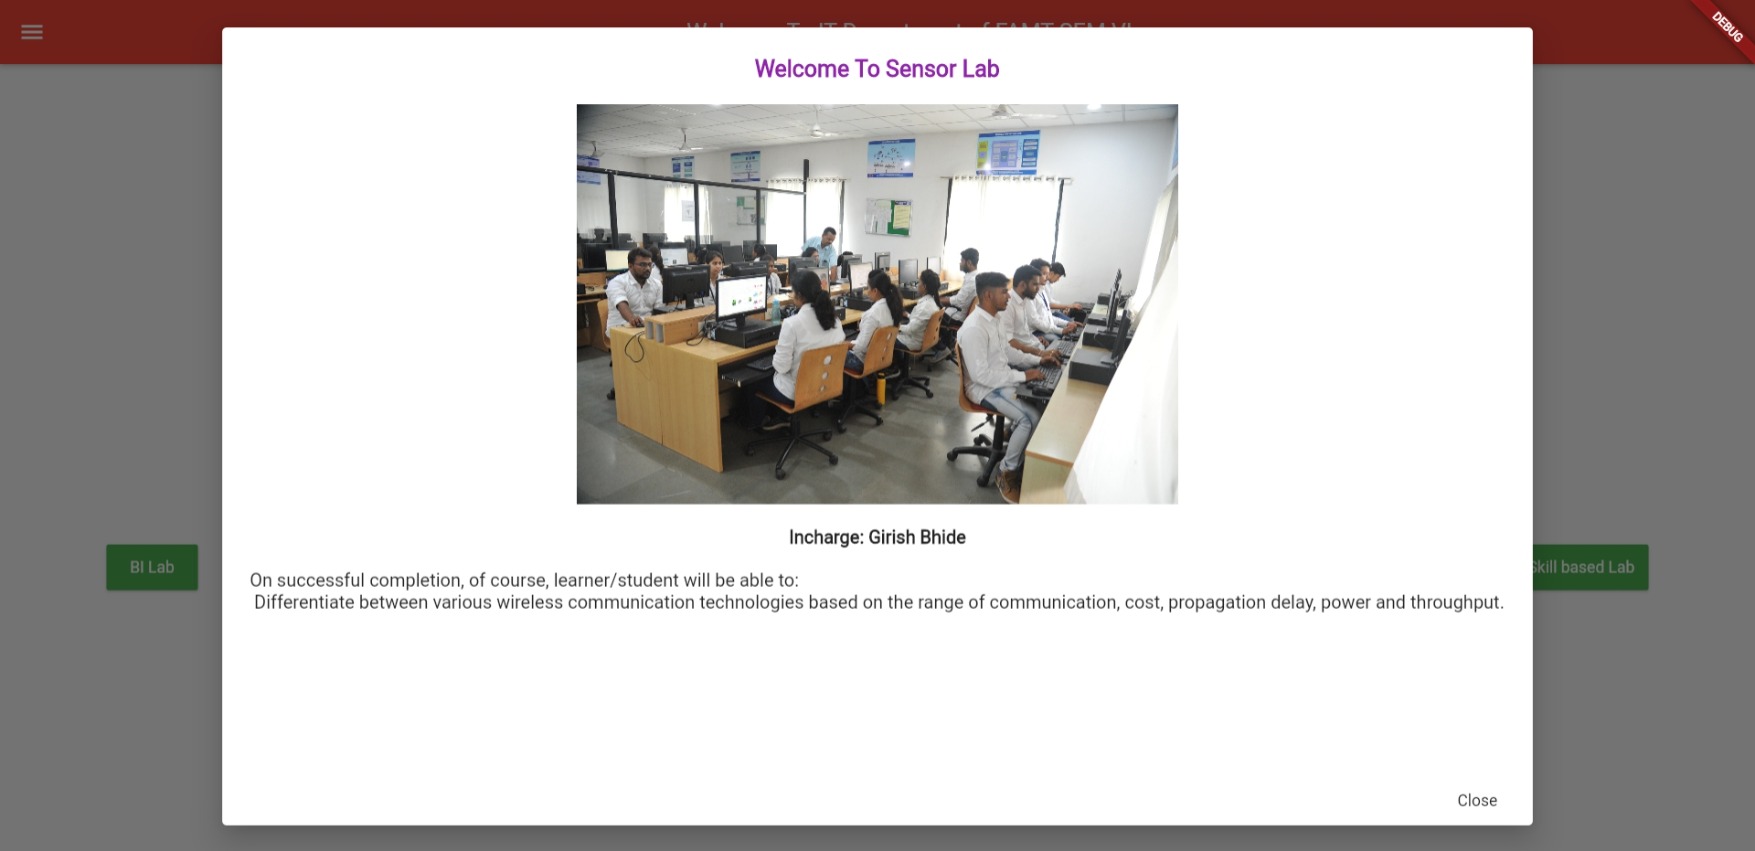 DEBUG
Welcome To Sensor Lab
Incharge: Girish Bhide
On successful completion, of course, learner/student will be able to:
Differentiate between various wireless communication technologies based on the range of communication, cost, propagation delay, power and throughput.
BI Lab
Skill based Lab
Close